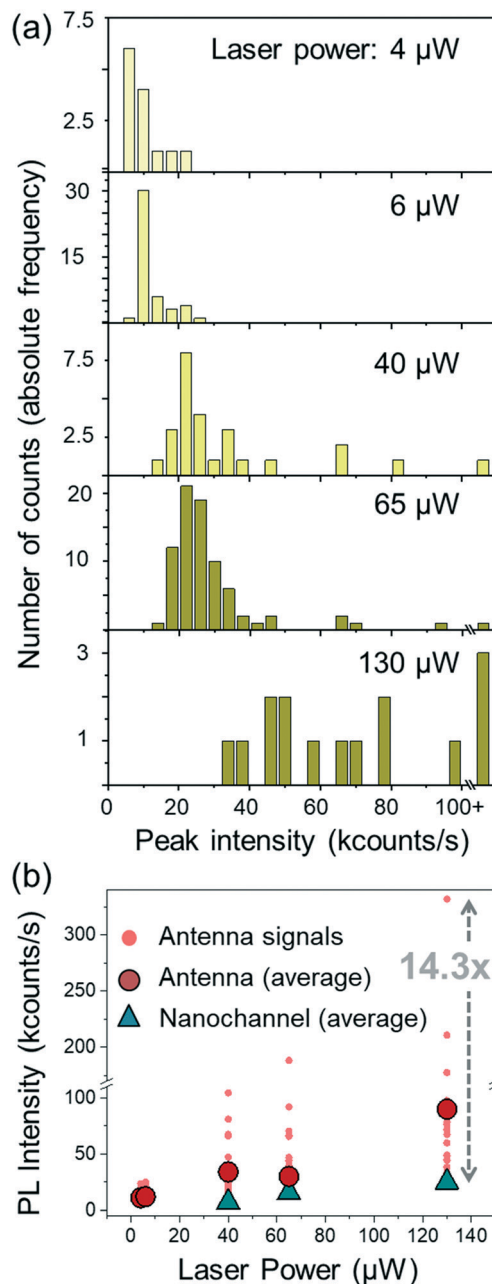 (a)
Laser power: 4 µW
7.5
5
2.5
6 µW
30
15
40 µW
7.5
5
2.5
65 µW
20
10
130 µW
3
1
0 20 40 60 80 100+
Number of counts (absolute frequency)
Peak intensity (kcounts/s)
(b)
Antenna signals
Antenna (average)
Nanochannel (average)
14.3x
300
250
200
100
50
0
0 20 40 60 80 100 120 140
PL Intensity (kcounts/s)
Laser Power (µW)